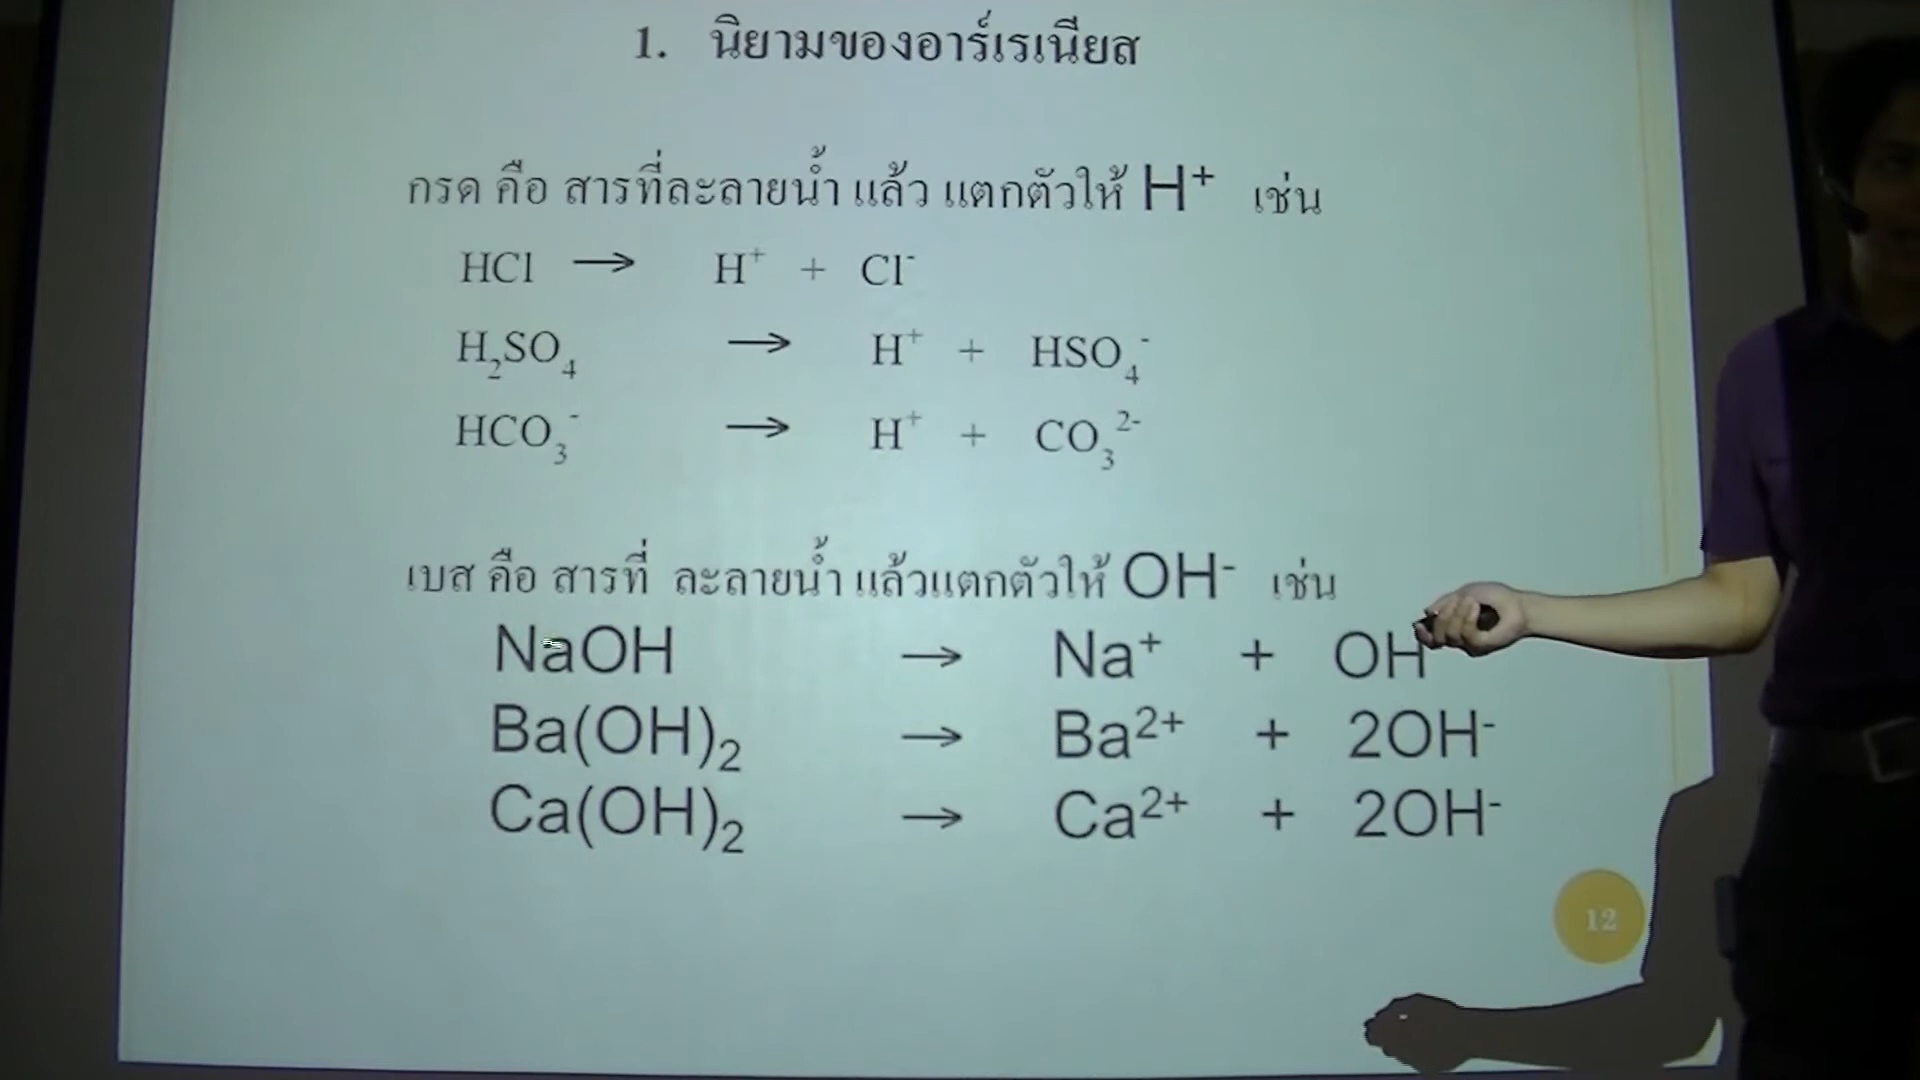 1. นิยามของอาร์เรเนียส
กรด คือ สารที่ละลายน้ำ แล้ว แตกตัวให้ H⁺ เช่น
HCl → H⁺ + Cl⁻
H₂SO₄ → H⁺ + HSO₄⁻
HCO₃⁻ → H⁺ + CO₃²⁻
เบส คือ สารที่ ละลายน้ำ แล้วแตกตัวให้ OH⁻ เช่น
NaOH → Na⁺ + OH
Ba(OH)₂ → Ba²⁺ + 2OH⁻
Ca(OH)₂ → Ca²⁺ + 2OH⁻
12